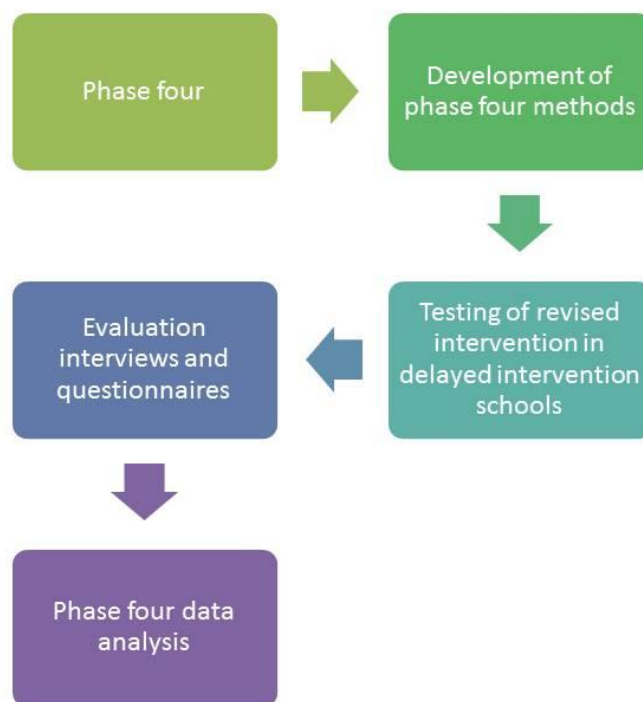 Phase four
Development of
phase four methods
Testing of revised
intervention in
delayed intervention
schools
Evaluation
interviews and
questionnaires
Phase four data
analysis